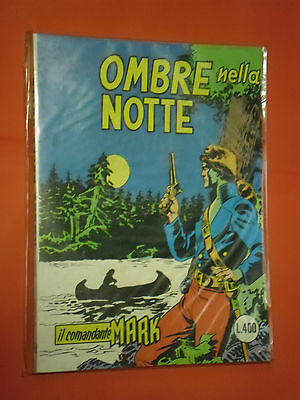 OMBRE nella
NOTTE
il comandante MARK
L.400